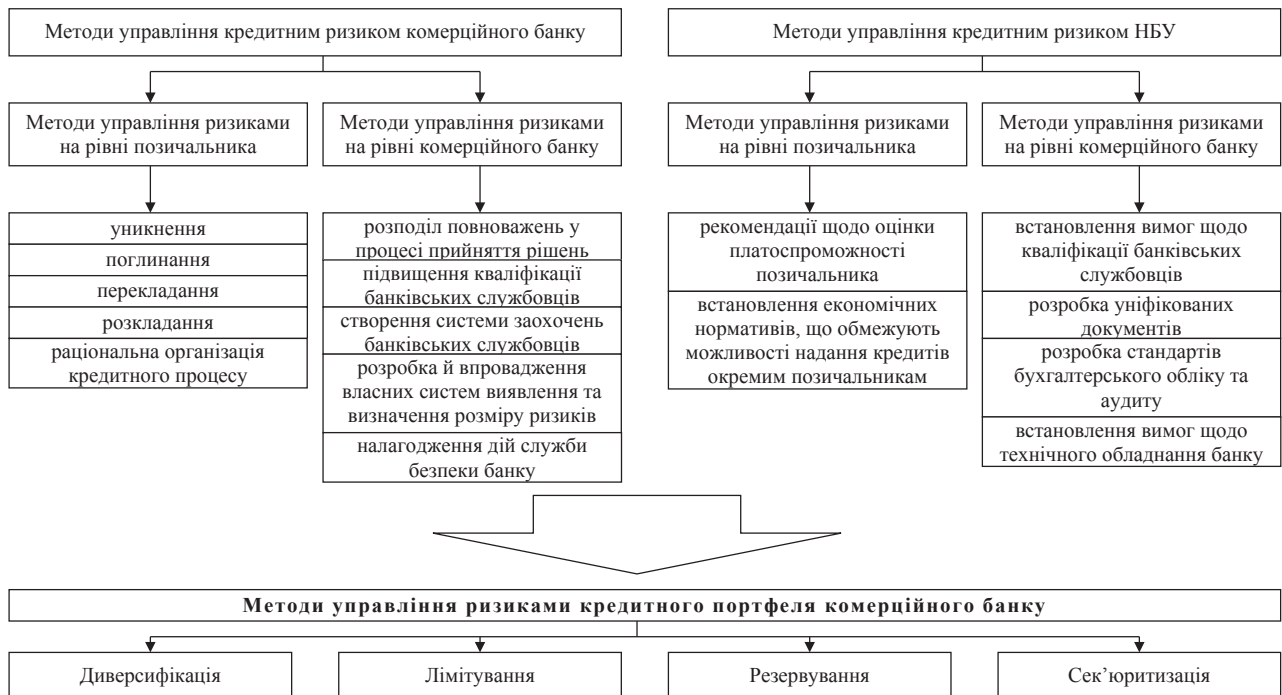 Методи управління кредитним ризиком комерційного банку
Методи управління кредитним ризиком НБУ
Методи управління ризиками
на рівні позичальника
Методи управління ризиками
на рівні комерційного банку
Методи управління ризиками
на рівні позичальника
Методи управління ризиками
на рівні комерційного банку
уникнення
поглинання
перекладання
розкладання
раціональна організація
кредитного процесу
розподіл повноважень у
процесі прийняття рішень
підвищення кваліфікації
банківських службовців
створення системи заохочень
банківських службовців
розробка й впровадження
власних систем виявлення та
визначення розміру ризиків
налагодження дій служби
безпеки банку
рекомендації щодо оцінки
платоспроможності
позичальника
встановлення економічних
нормативів, що обмежують
можливості надання кредитів
окремим позичальникам
встановлення вимог щодо
кваліфікації банківських
службовців
розробка уніфікованих
документів
розробка стандартів
бухгалтерського обліку та
аудиту
встановлення вимог щодо
технічного обладнання банку
Методи управління ризиками кредитного портфеля комерційного банку
Диверсифікація
Лімітування
Резервування
Сек’юритизація